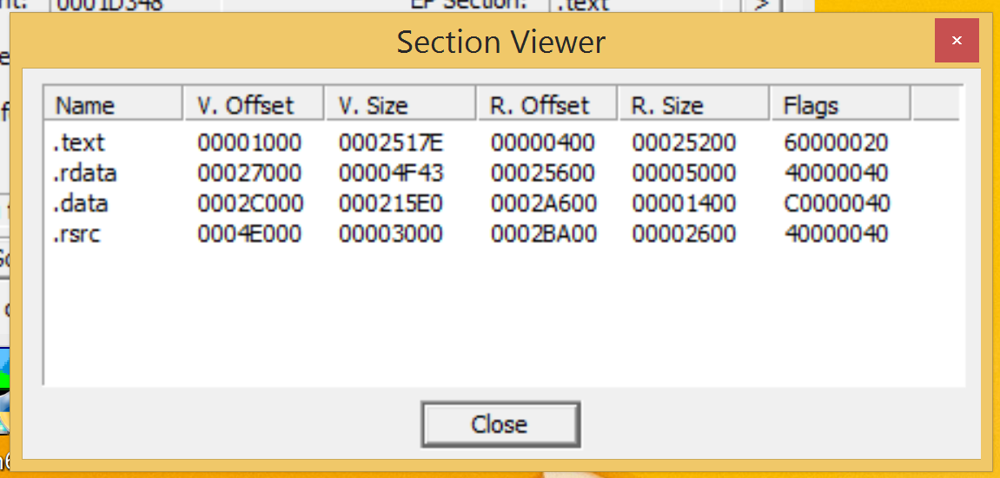 0001D348 EP Section: .text >
Section Viewer
Name V. Offset V. Size R. Offset R. Size Flags
.text 00001000 0002517E 00000400 00025200 60000020
.rdata 00027000 00004F43 00025600 00005000 40000040
.data 0002C000 000215E0 0002A600 00001400 C0000040
.rsrc 0004E000 00003000 0002BA00 00002600 40000040
Close